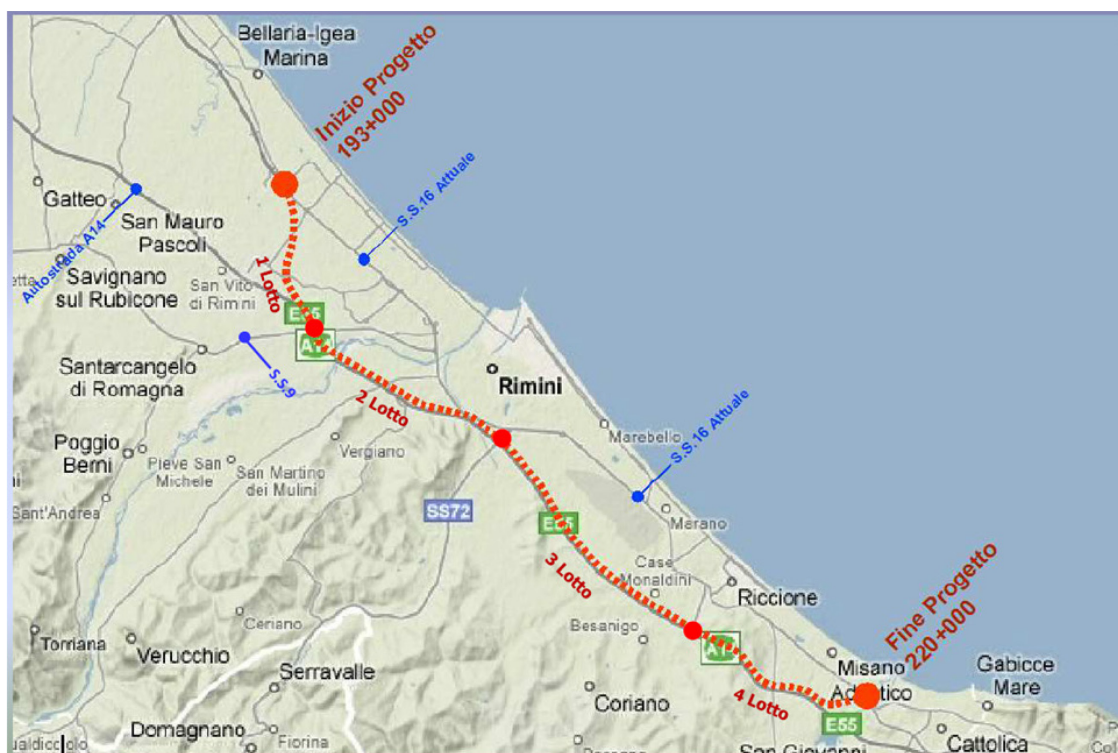 Bellaria-Igea
Marina
Inizio Progetto
193+000
S.S.16 Attuale
Gatteo
San Mauro
Pascoli
Autostrada A14
Savignano
sul Rubicone
San Vito
di Rimini
1 Lotto
E55
A14
Santarcangelo
di Romagna
S.S.9
Rimini
2 Lotto
S.S.16 Attuale
Marebello
Poggio
Berni
Vergiano
Pieve San
Michele
San Martino
dei Mulini
Sant'Andrea
SS72
E55
Marano
3 Lotto
Case
Monaldini
Riccione
Fine Progetto
220+000
Ceriano
Besanigo
Torriana
Verucchio
Serravalle
Misano
Adriatico
Gabicce
Mare
Coriano
4 Lotto
E55
Domagnano
Fiorina
San Giovanni
Cattolica